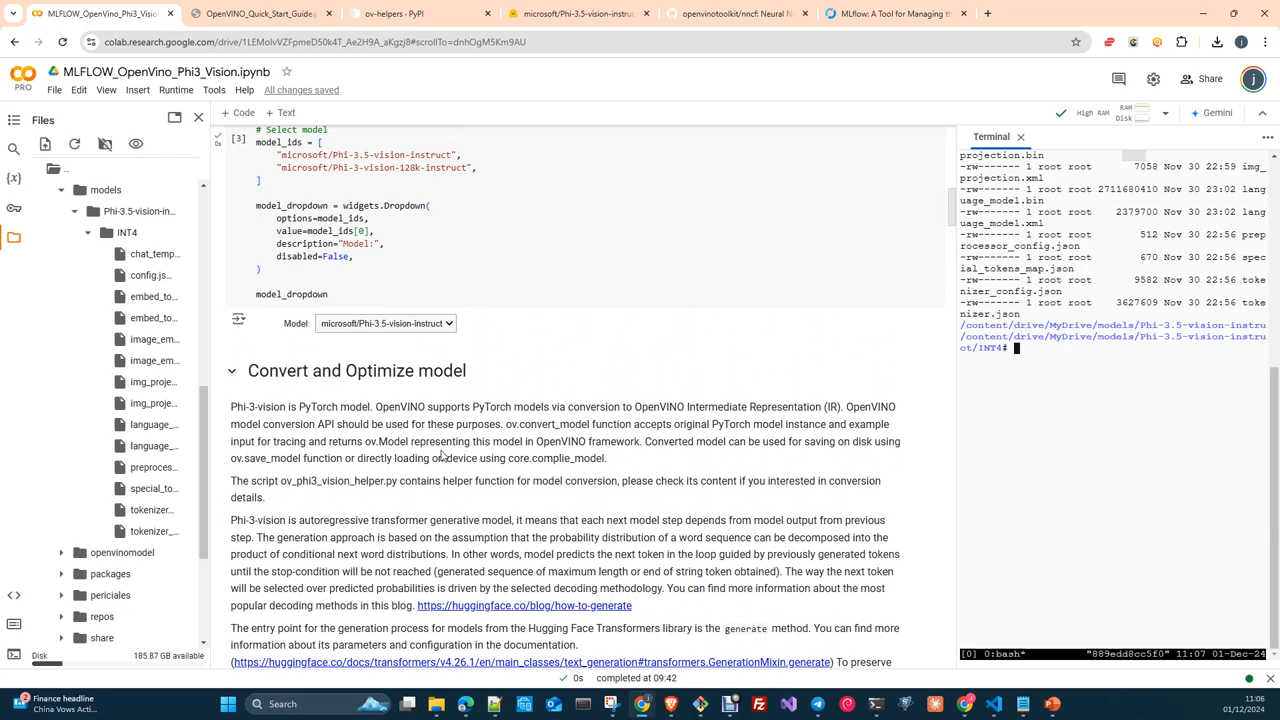 MLFLOW_OpenVino_Phi3_Vision
OpenVINO_Quick_Start_Guide.p
ov-helpers · PyPI
microsoft/Phi-3.5-vision-instruc
openvinotoolkit/nncf: Neural Ne
MLflow: A Tool for Managing th
colab.research.google.com/drive/1LEMolvVZFpmeD50k4T_Ae2H9A_aKgzj8#scrollTo=dnhOgM5Km9AU
PRO
MLFLOW_OpenVino_Phi3_Vision.ipynb
File Edit View Insert Runtime Tools Help All changes saved
Share
Files
+ Code + Text
High RAM
RAM
Disk
Gemini
..
models
Phi-3.5-vision-in...
INT4
chat_temp...
config.js...
embed_to...
embed_to...
image_em...
image_em...
img_proje...
img_proje...
language_...
language_...
preproces...
special_to...
tokenizer...
tokenizer_...
openvinomodel
packages
periciales
repos
share
Disk
185.87 GB available
[3]
0s
# Select model
model_ids = [
"microsoft/Phi-3.5-vision-instruct",
"microsoft/Phi-3-vision-128k-instruct",
]
model_dropdown = widgets.Dropdown(
options=model_ids,
value=model_ids[0],
description="Model:",
disabled=False,
)
model_dropdown
Model: microsoft/Phi-3.5-vision-instruct
Convert and Optimize model
Phi-3-vision is PyTorch model. OpenVINO supports PyTorch models via conversion to OpenVINO Intermediate Representation (IR). OpenVINO
model conversion API should be used for these purposes. ov.convert_model function accepts original PyTorch model instance and example
input for tracing and returns ov.Model representing this model in OpenVINO framework. Converted model can be used for saving on disk using
ov.save_model function or directly loading on device using core.complie_model.
The script ov_phi3_vision_helper.py contains helper function for model conversion, please check its content if you interested in conversion
details.
Phi-3-vision is autoregressive transformer generative model, it means that each next model step depends from model output from previous
step. The generation approach is based on the assumption that the probability distribution of a word sequence can be decomposed into the
product of conditional next word distributions. In other words, model predicts the next token in the loop guided by previously generated tokens
until the stop-condition will be not reached (generated sequence of maximum length or end of string token obtained). The way the next token
will be selected over predicted probabilities is driven by the selected decoding methodology. You can find more information about the most
popular decoding methods in this blog. https://huggingface.co/blog/how-to-generate
The entry point for the generation process for models from the Hugging Face Transformers library is the generate method. You can find more
information about its parameters and configuration in the documentation.
(https://huggingface.co/docs/transformers/v4.26.1/en/main_classes/text_generation#transformers.GenerationMixin.generate) To preserve
0s completed at 09:42
Terminal
projection.bin
-rw------- 1 root root 7058 Nov 30 22:59 img_
projection.xml
-rw------- 1 root root 2711680410 Nov 30 23:02 lang
uage_model.bin
-rw------- 1 root root 2379700 Nov 30 23:02 lang
uage_model.xml
-rw------- 1 root root 512 Nov 30 22:56 prep
rocessor_config.json
-rw------- 1 root root 670 Nov 30 22:56 spec
ial_tokens_map.json
-rw------- 1 root root 9582 Nov 30 22:56 toke
nizer_config.json
-rw------- 1 root root 3627609 Nov 30 22:56 toke
nizer.json
/content/drive/MyDrive/models/Phi-3.5-vision-instru
/content/drive/MyDrive/models/Phi-3.5-vision-instru
ct/INT4#
[0] 0:bash* "889edd8cc5f0" 11:07 01-Dec-24
Finance headline
China Vows Acti...
Search
11:06
01/12/2024